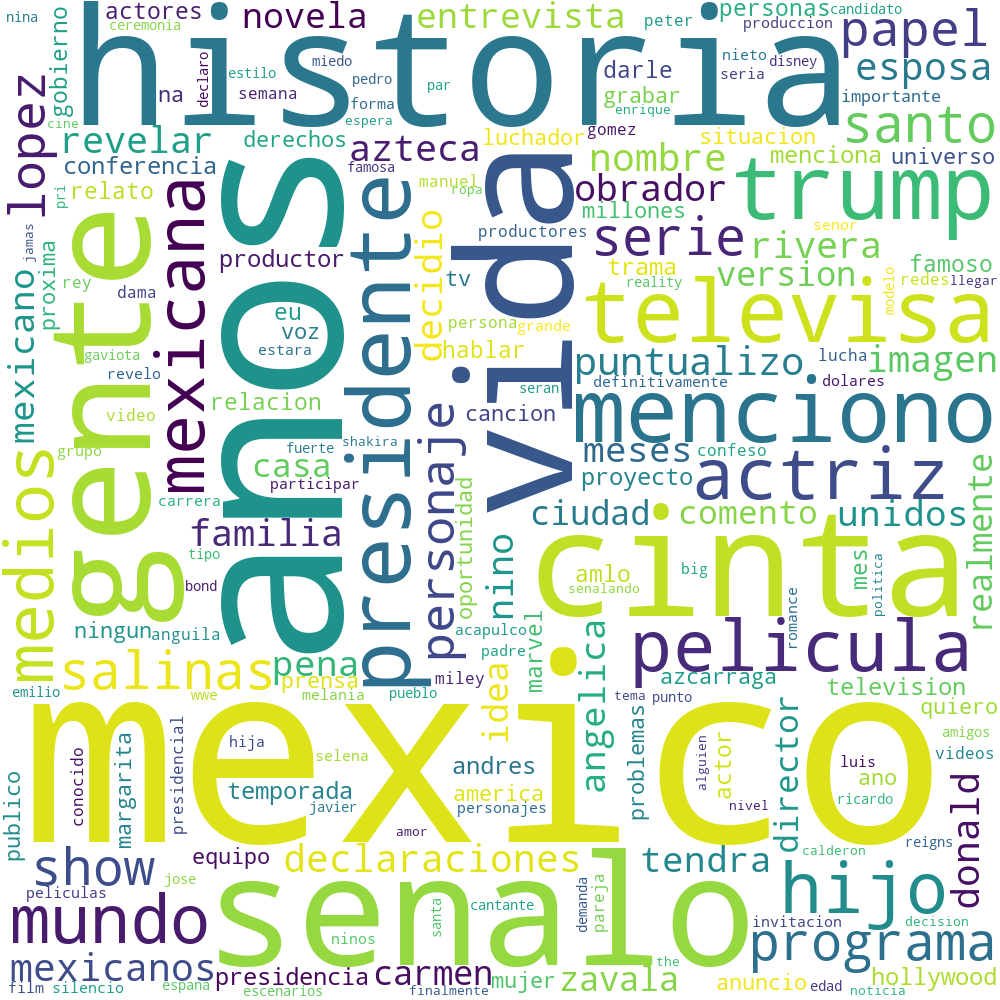 nina
actores
ceremonia
novela
entrevista
peter
personas
candidato
produccion
papel
gobierno
historia
declaro
estilo
miedo
pedro
par
nieto
disney
seria
darle
esposa
lopez
na
semana
forma
espera
grabar
enrique
importante
cine
revelar
derechos
azteca
luchador
gomez
situacion
santo
conferencia
famosa
manuel
ropa
nombre
menciona
universo
pri
relato
mexicana
anos
presidente
vida
obrador
trump
millones
senor
jamas
gente
productor
decidio
productores
serie
rivera
proxima
mexicano
rey
dama
eu
voz
tv
trama
version
famoso
reality
redes
llegar
modelo
estara
persona
grande
televisa
gaviota
revelo
hablar
puntualizo
lucha
imagen
seran
definitivamente
dolares
video
relacion
personaje
cancion
menciono
grupo
fuerte
shakira
casa
participar
meses
confeso
actriz
medios
carrera
oportunidad
proyecto
familia
ciudad
comento
unidos
realmente
tipo
nino
cinta
bond
amlo
big
mes
senalando
politica
ningun
anguila
acapulco
marvel
angelica
romance
padre
pelicula
salinas
pena
prensa
miley
azcarraga
emilio
wwe
melania
pueblo
idea
tema
punto
television
quiero
mexico
publico
conocido
margarita
presidencial
hija
selena
andres
problemas
actor
alguien
director
luis
amigos
videos
temporada
javier
america
personajes
ano
nivel
ricardo
amor
calderon
reigns
donald
show
equipo
declaraciones
tendra
peliculas
jose
senalo
hijo
mundo
santa
cantante
demanda
pareja
invitacion
decision
ninos
programa
mexicanos
presidencia
carmen
mujer
zavala
the
anuncio
hollywood
film
silencio
espana
escenarios
finalmente
edad
noticia